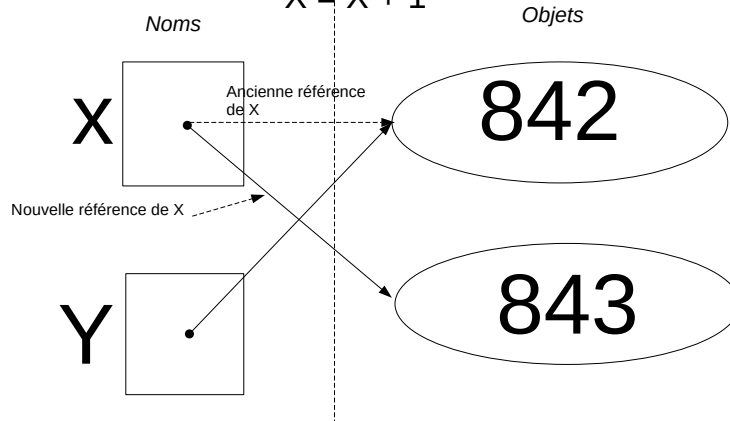 X = X + 1
Noms
Objets
X
Ancienne référence
de X
842
Nouvelle référence de X
Y
843